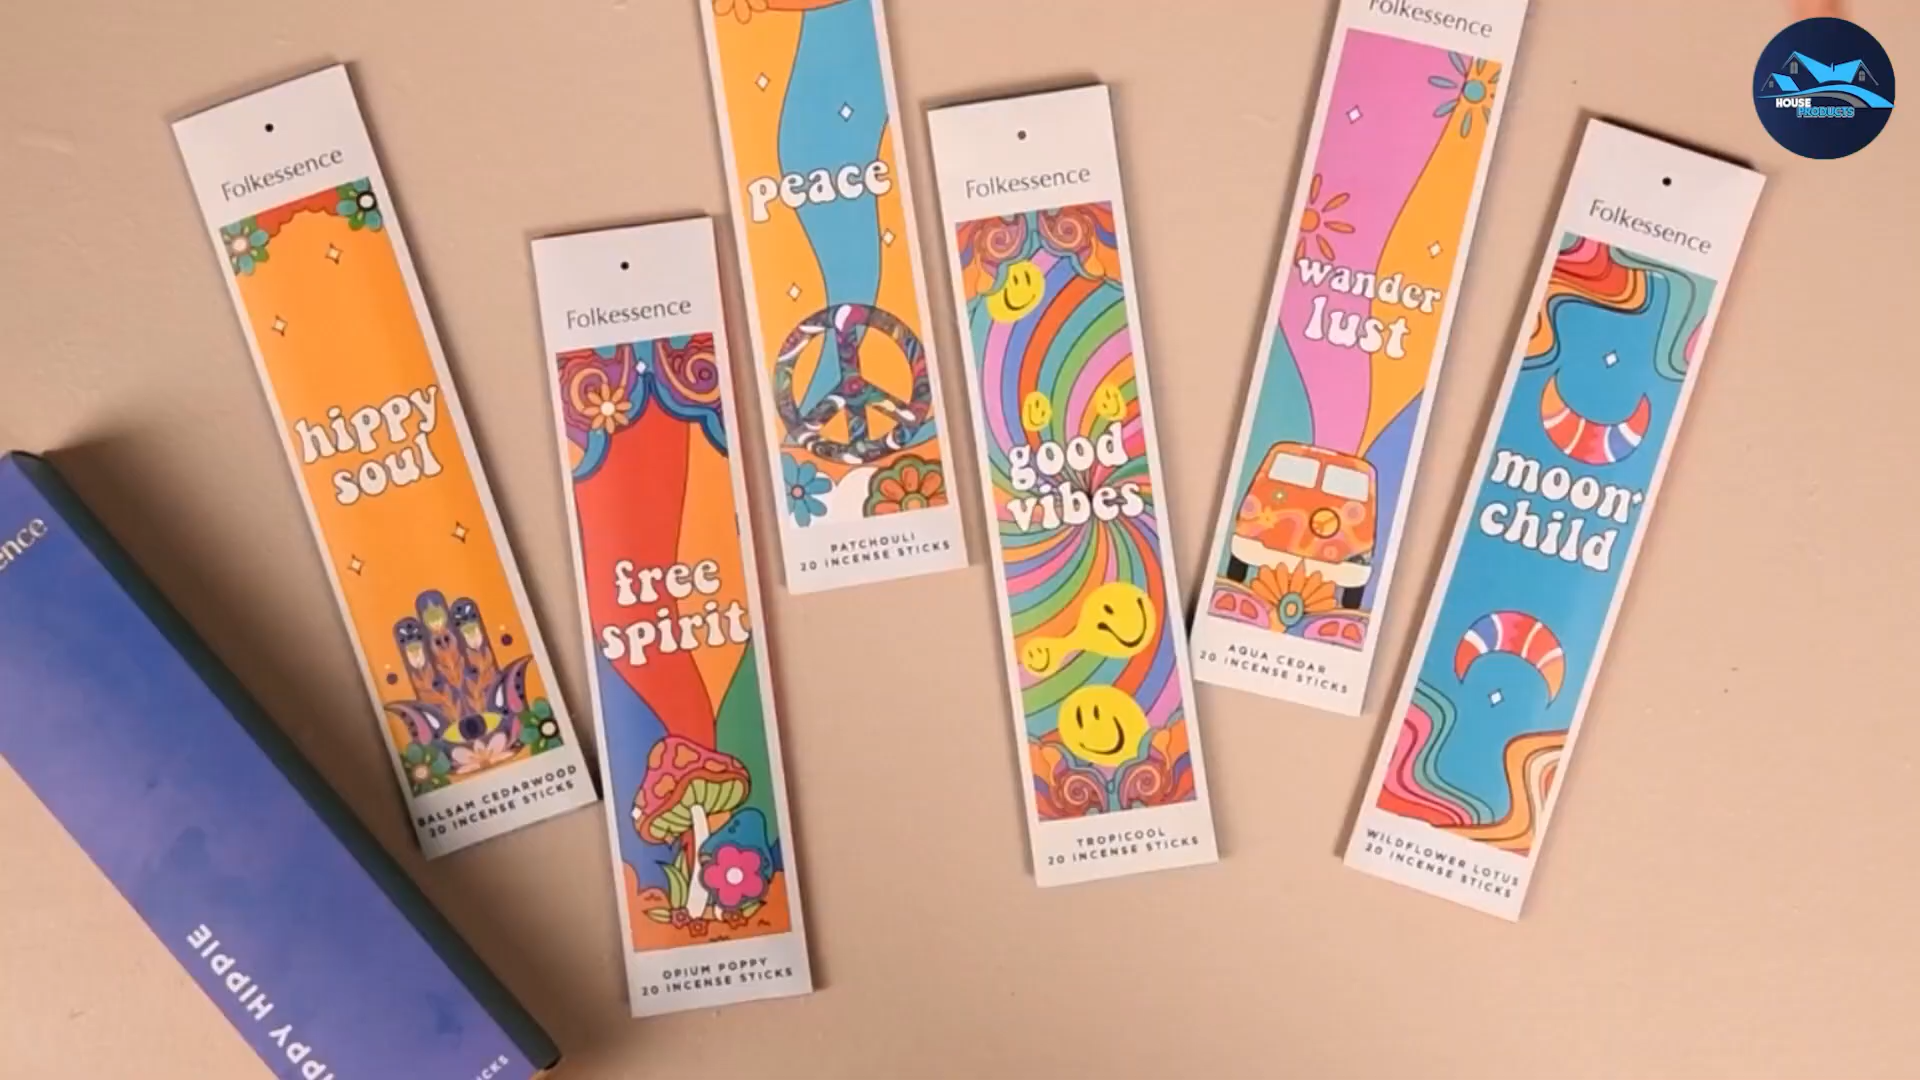 Folkessence
hippy
soul
BALSAM CEDARWOOD
20 INCENSE STICKS
Folkessence
free
spirit
OPIUM POPPY
20 INCENSE STICKS
peace
PATCHOULI
20 INCENSE STICKS
Folkessence
good
vibes
TROPICOOL
20 INCENSE STICKS
Folkessence
wander
lust
AQUA CEDAR
20 INCENSE STICKS
Folkessence
moon
child
WILDFLOWER LOTUS
20 INCENSE STICKS
HIPPIE
HOUSE
PRODUCTS